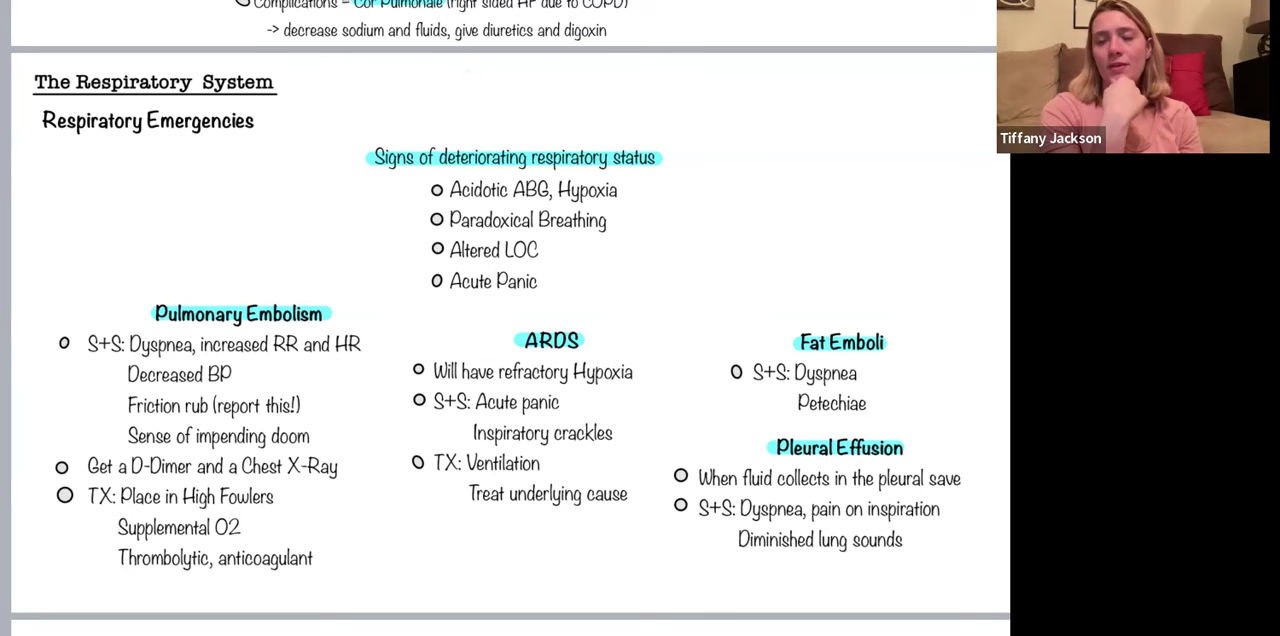 Complications – Cor Pulmonale (right sided HF due to COPD)
-> decrease sodium and fluids, give diuretics and digoxin
The Respiratory System
Respiratory Emergencies
Signs of deteriorating respiratory status
Acidotic ABG, Hypoxia
Paradoxical Breathing
Altered LOC
Acute Panic
Pulmonary Embolism
S+S: Dyspnea, increased RR and HR
Decreased BP
Friction rub (report this!)
Sense of impending doom
Get a D-Dimer and a Chest X-Ray
TX: Place in High Fowlers
Supplemental O2
Thrombolytic, anticoagulant
ARDS
Will have refractory Hypoxia
S+S: Acute panic
Inspiratory crackles
TX: Ventilation
Treat underlying cause
Fat Emboli
S+S: Dyspnea
Petechiae
Pleural Effusion
When fluid collects in the pleural save
S+S: Dyspnea, pain on inspiration
Diminished lung sounds
Tiffany Jackson